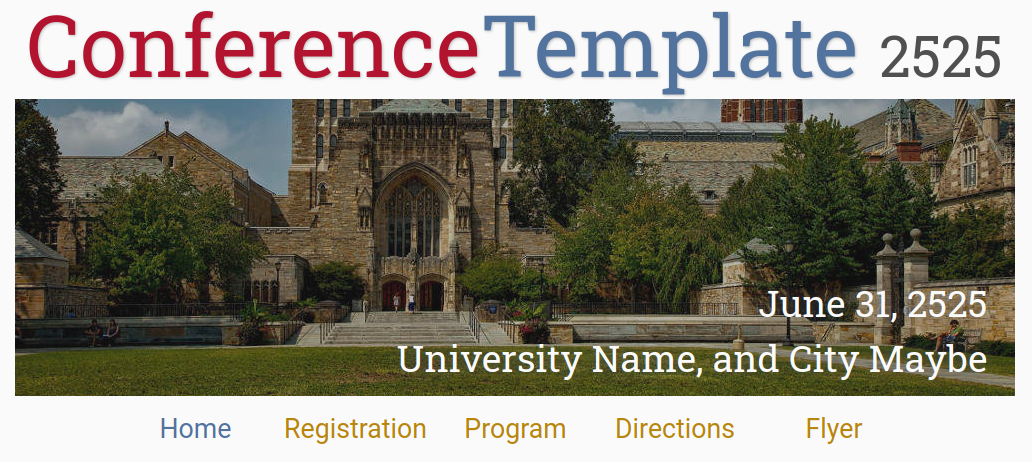 ConferenceTemplate 2525
June 31, 2525
University Name, and City Maybe
Home Registration Program Directions Flyer